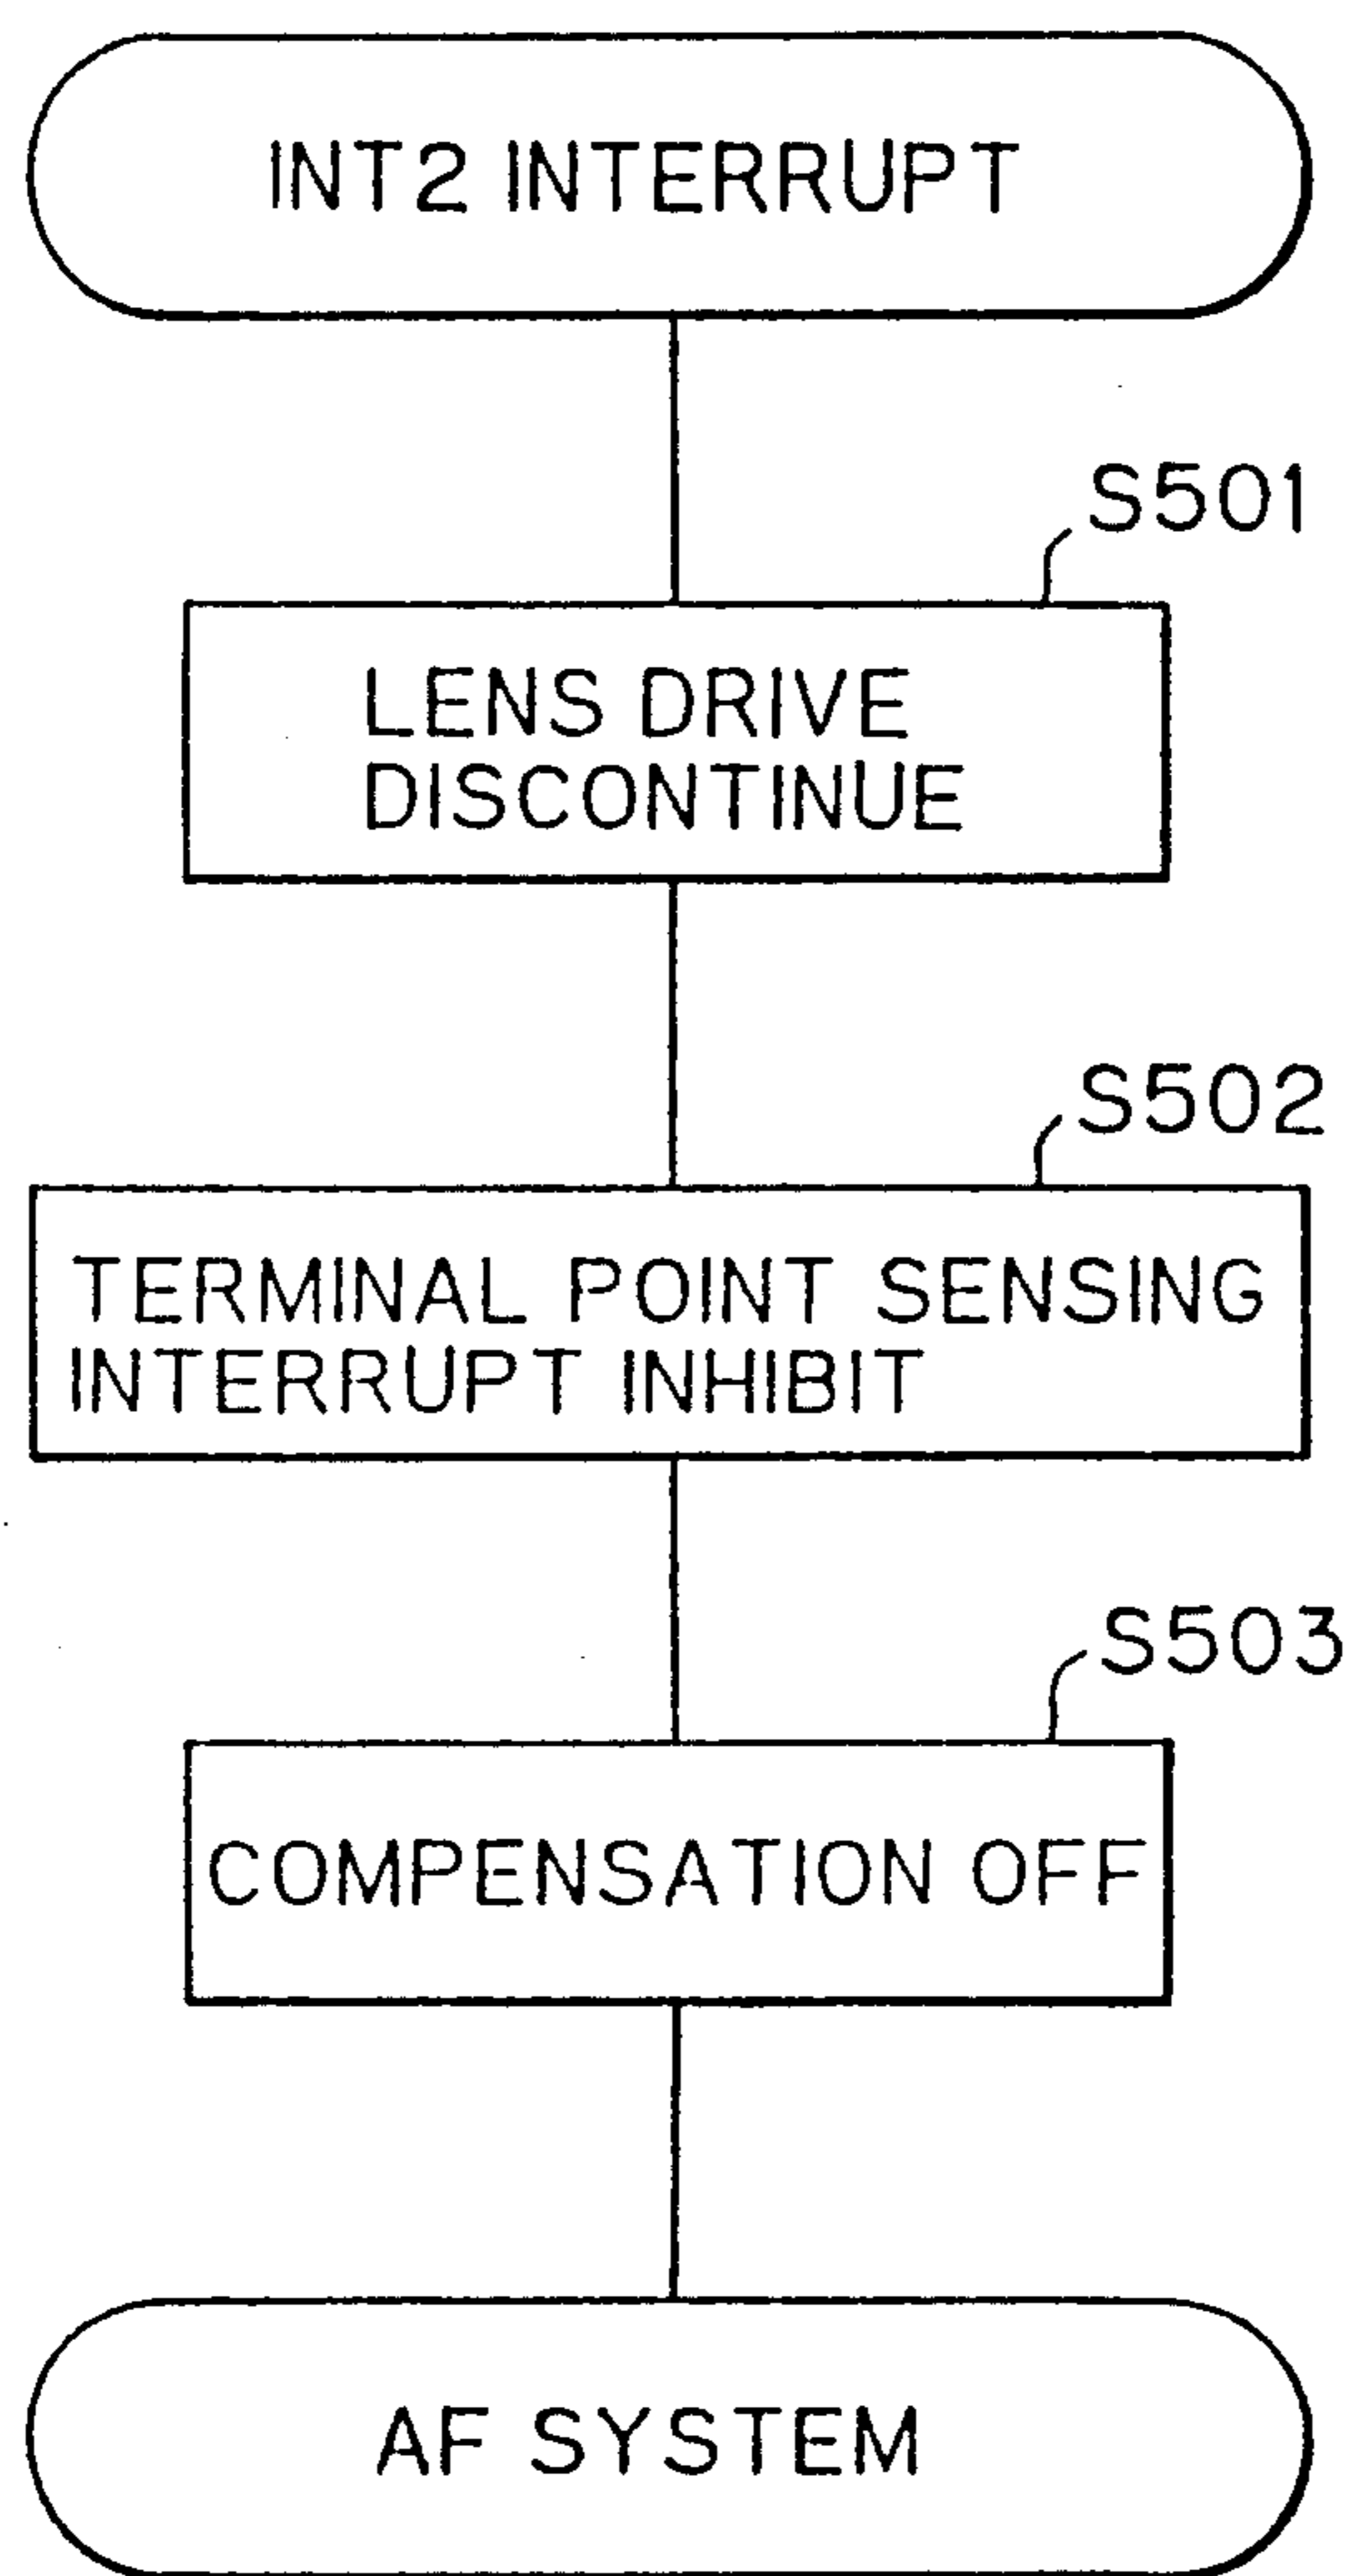 INT2 INTERRUPT
S501
LENS DRIVE
DISCONTINUE
S502
TERMINAL POINT SENSING
INTERRUPT INHIBIT
S503
COMPENSATION OFF
AF SYSTEM